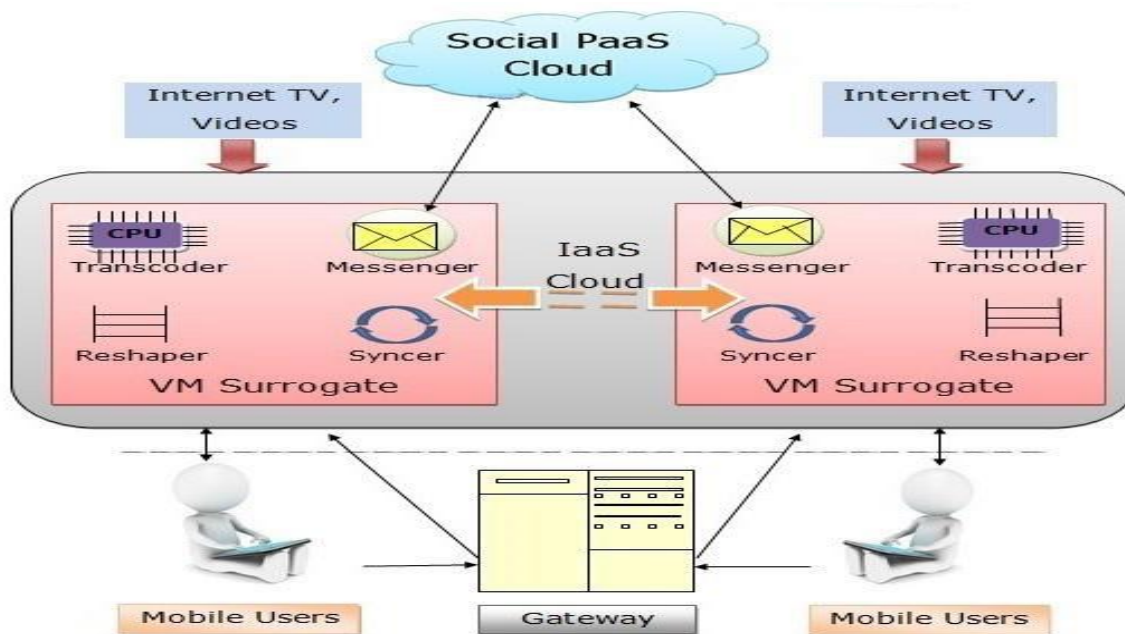 Social PaaS
Cloud
Internet TV,
Videos
Internet TV,
Videos
CPU
Transcoder
Messenger
IaaS
Cloud
Messenger
CPU
Transcoder
Reshaper
Syncer
Syncer
Reshaper
VM Surrogate
VM Surrogate
Mobile Users
Gateway
Mobile Users